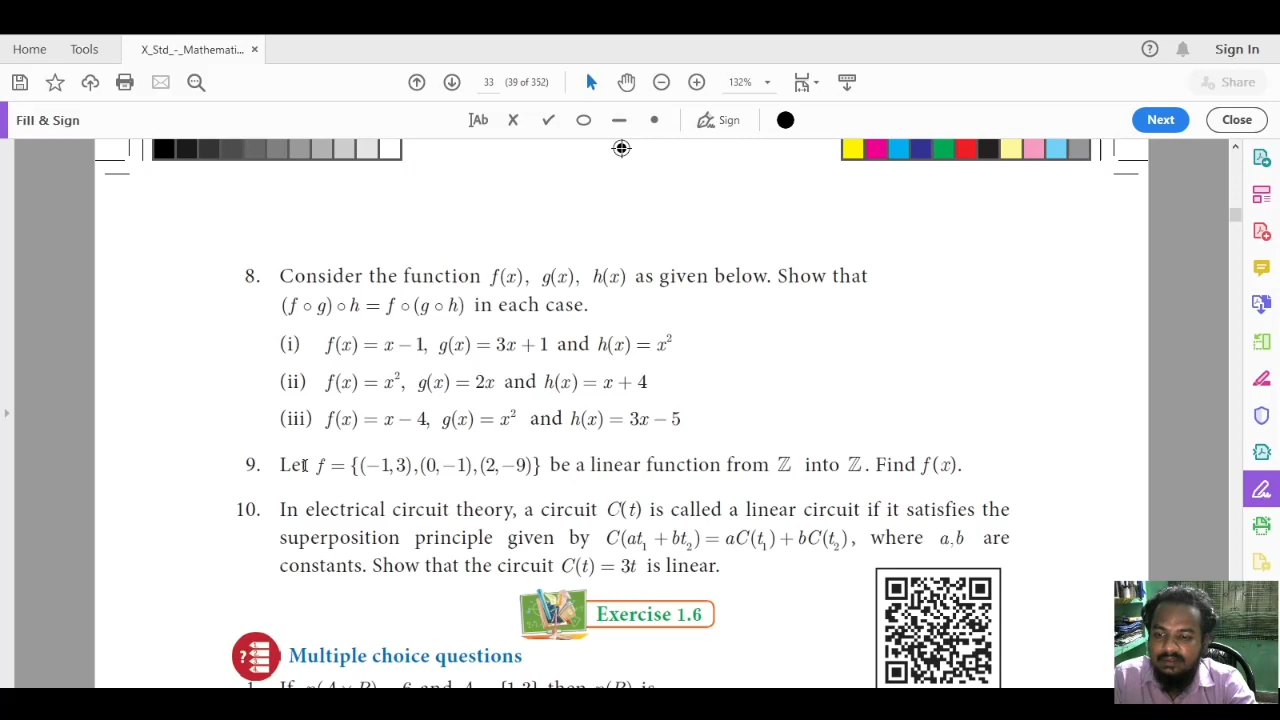 Home Tools X_Std_-_Mathemati... × Sign In
33 (39 of 352) 132% Share
Fill & Sign Ab Sign Next Close
8. Consider the function f(x), g(x), h(x) as given below. Show that
(f ∘ g) ∘ h = f ∘ (g ∘ h) in each case.
(i) f(x) = x − 1, g(x) = 3x + 1 and h(x) = x²
(ii) f(x) = x², g(x) = 2x and h(x) = x + 4
(iii) f(x) = x − 4, g(x) = x² and h(x) = 3x − 5
9. Let f = {(−1, 3), (0, −1), (2, −9)} be a linear function from ℤ into ℤ. Find f(x).
10. In electrical circuit theory, a circuit C(t) is called a linear circuit if it satisfies the
superposition principle given by C(at₁ + bt₂) = aC(t₁) + bC(t₂), where a,b are
constants. Show that the circuit C(t) = 3t is linear.
Exercise 1.6
Multiple choice questions